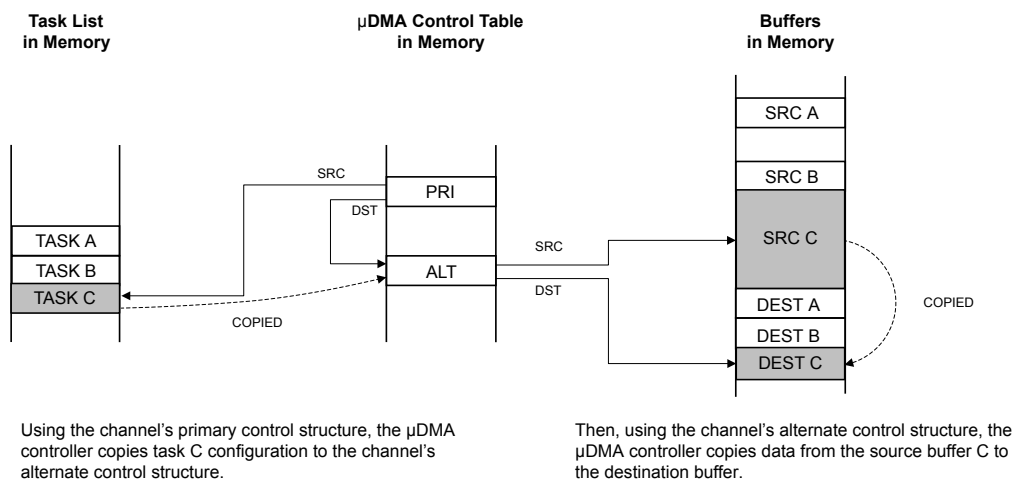 Task List
in Memory
µDMA Control Table
in Memory
Buffers
in Memory
SRC A
SRC B
SRC
PRI
DST
TASK A
SRC C
SRC
TASK B
ALT
TASK C
DST
DEST A
COPIED
COPIED
DEST B
DEST C
Using the channel’s primary control structure, the µDMA
controller copies task C configuration to the channel’s
alternate control structure.
Then, using the channel’s alternate control structure, the
µDMA controller copies data from the source buffer C to
the destination buffer.